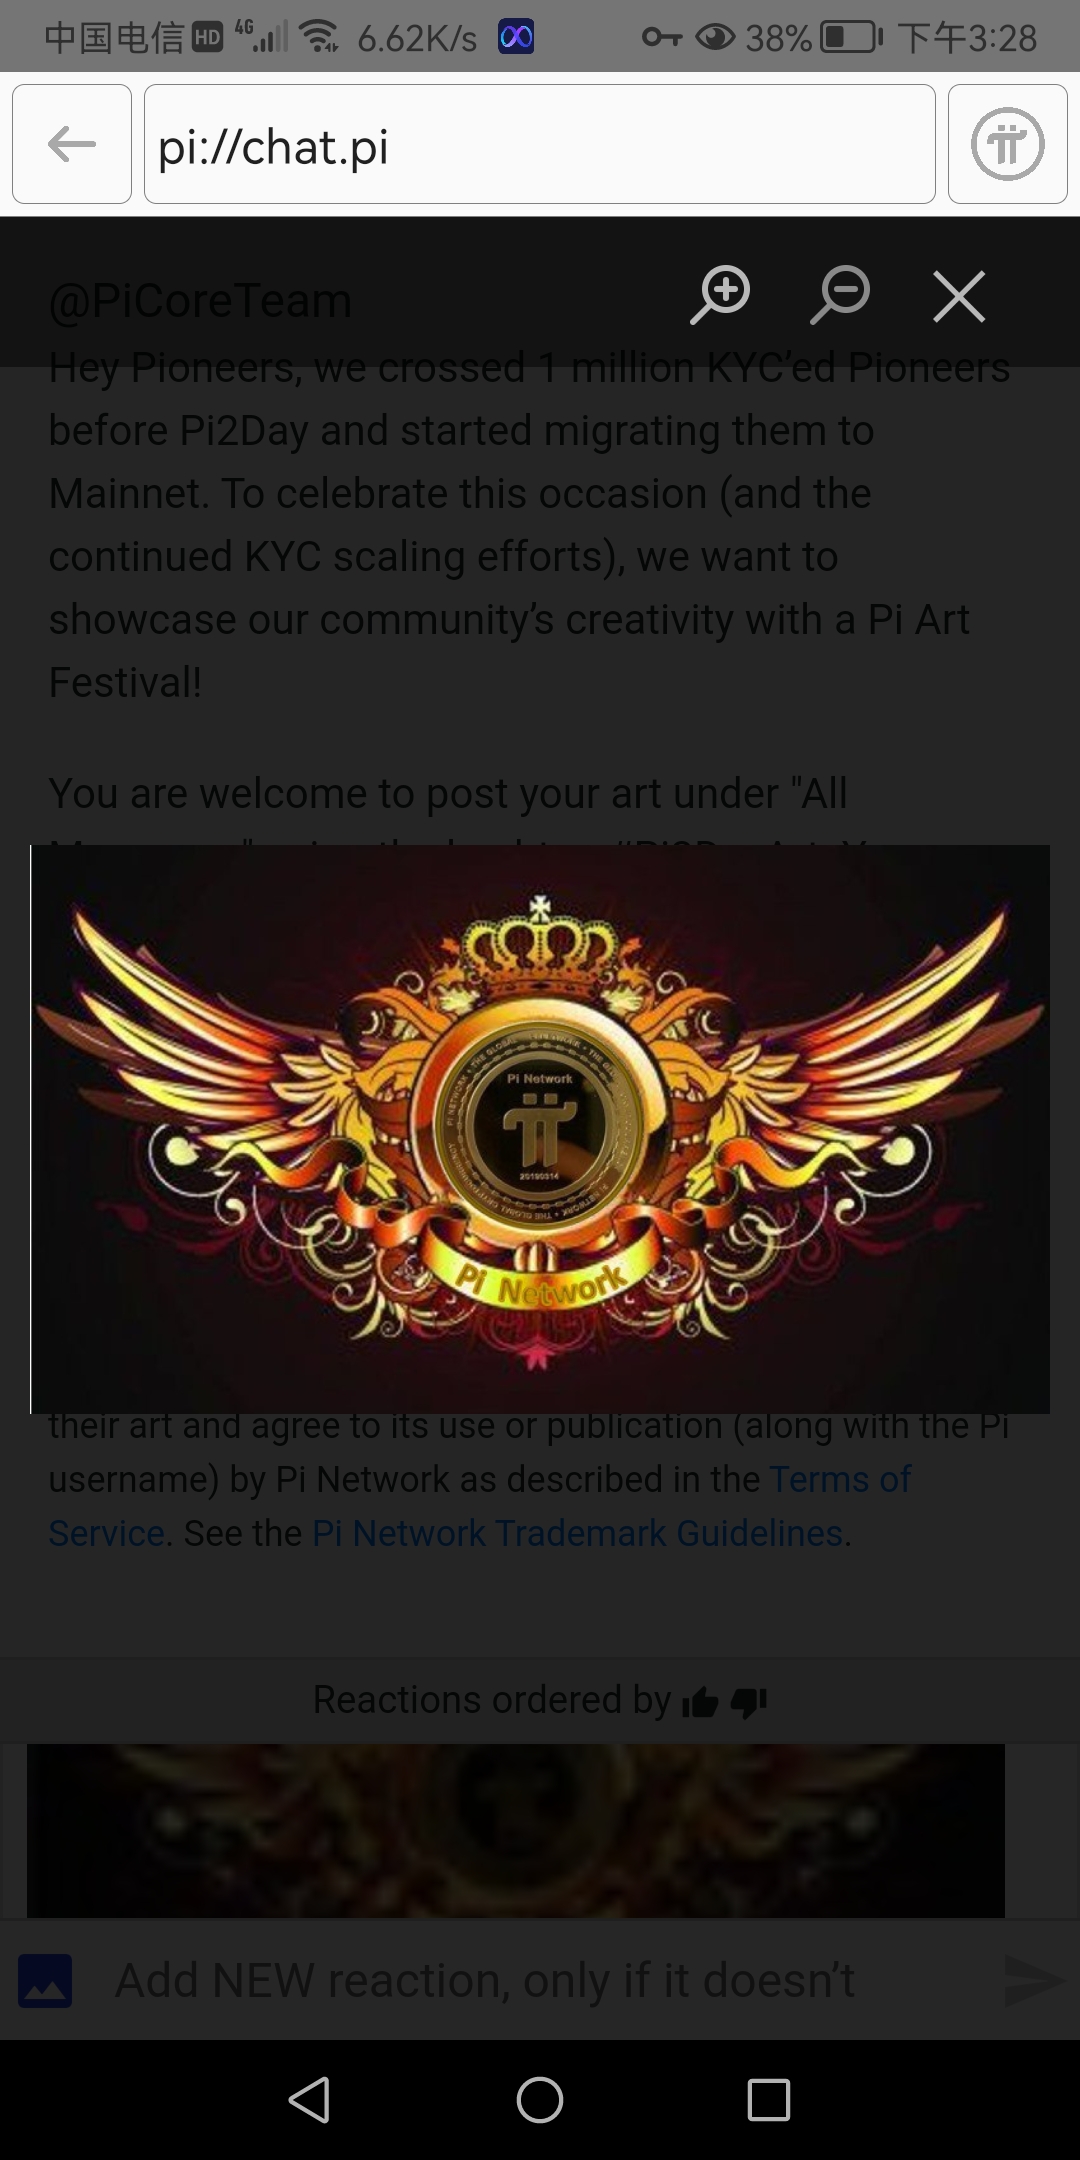 中国电信 HD 4G 6.62K/s 38% 下午3:28
pi://chat.pi
@PiCoreTeam
Hey Pioneers, we crossed 1 million KYC’ed Pioneers
before Pi2Day and started migrating them to
Mainnet. To celebrate this occasion (and the
continued KYC scaling efforts), we want to
showcase our community’s creativity with a Pi Art
Festival!
You are welcome to post your art under "All
Pi Network
20190314
Pi Network
their art and agree to its use or publication (along with the Pi
username) by Pi Network as described in the Terms of
Service. See the Pi Network Trademark Guidelines.
Reactions ordered by
Add NEW reaction, only if it doesn’t